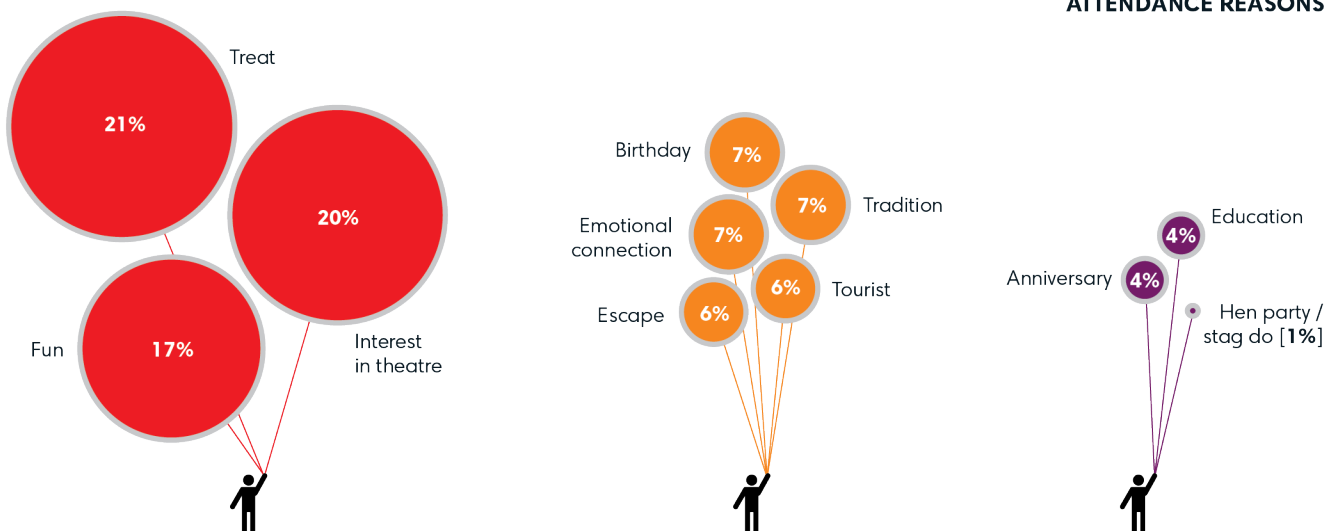 ATTENDANCE REASONS
Treat
21%
20%
Interest
in theatre
Fun
17%
Birthday
7%
7%
Tradition
Emotional
connection
7%
6%
Tourist
Escape
6%
Education
4%
Anniversary
4%
Hen party /
stag do [1%]